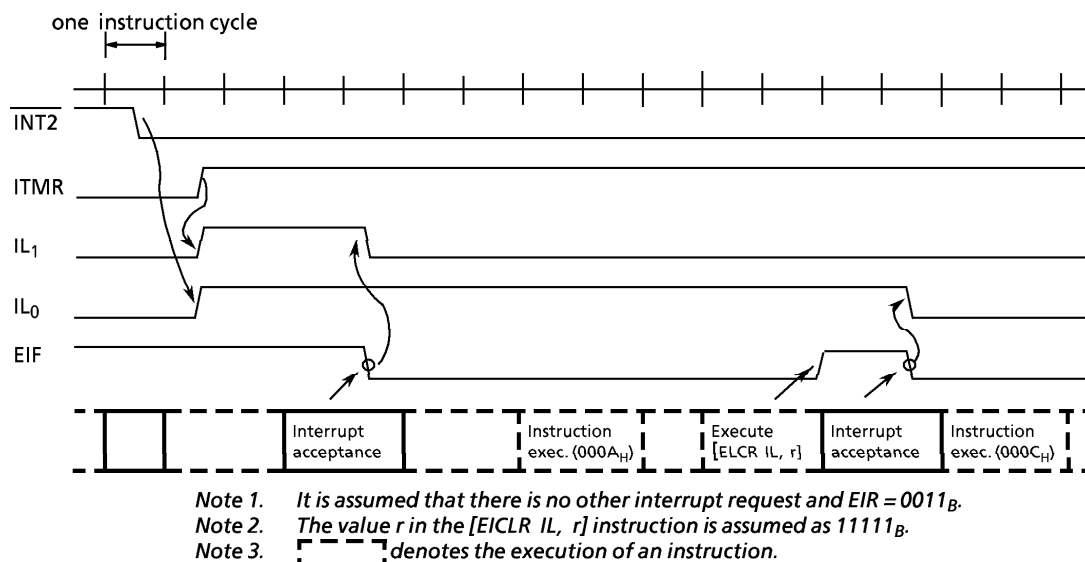 one instruction cycle
INT2
ITMR
IL1
IL0
EIF
Interrupt acceptance
Instruction exec. (000AH)
Execute [ELCR IL, r]
Interrupt acceptance
Instruction exec. (000CH)
Note 1. It is assumed that there is no other interrupt request and EIR = 0011B.
Note 2. The value r in the [EICLR IL, r] instruction is assumed as 11111B.
Note 3. denotes the execution of an instruction.